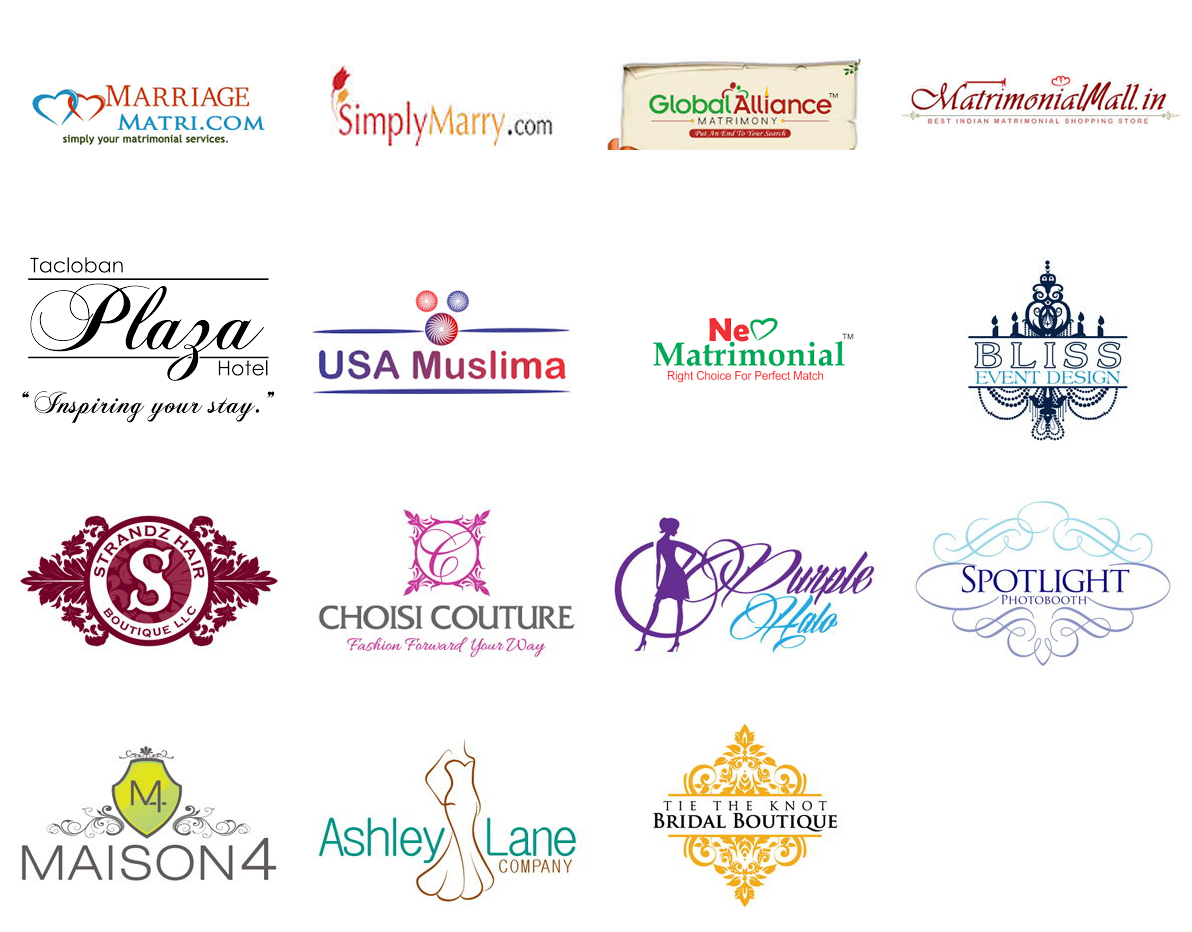 MARRIAGE
MATRI.COM
simply your matrimonial services.
SimplyMarry.com
GlobalAlliance™
MATRIMONY
Put An End To Your Search
MatrimonialMall.in
BEST INDIAN MATRIMONIAL SHOPPING STORE
Tacloban
Plaza
Hotel
“Inspiring your stay.”
USA Muslima
Ne
Matrimonial™
Right Choice For Perfect Match
BLISS
EVENT DESIGN
STRANDZ HAIR
S
BOUTIQUE LLC
C
CHOISI COUTURE
Fashion Forward Your Way
Purple
Halo
SPOTLIGHT
PHOTOBOOTH
M4
MAISON4
Ashley Lane
COMPANY
TIE THE KNOT
BRIDAL BOUTIQUE